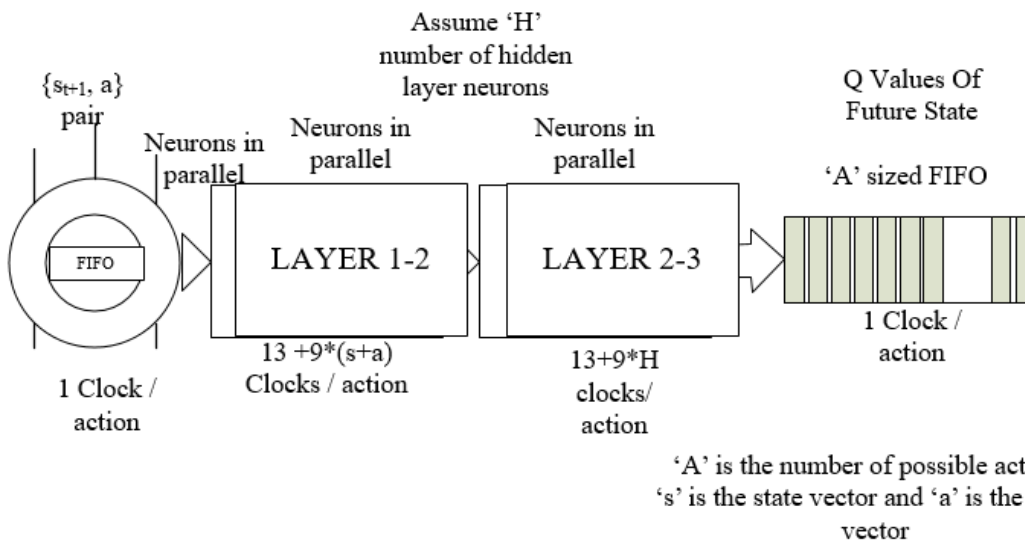 Assume ‘H’
number of hidden
layer neurons
{sₜ₊₁, a}
pair
Neurons in
parallel
Neurons in
parallel
Neurons in
parallel
Q Values Of
Future State
‘A’ sized FIFO
FIFO
LAYER 1-2
LAYER 2-3
1 Clock /
action
13 +9*(s+a)
Clocks / action
13+9*H
clocks/
action
1 Clock /
action
‘A’ is the number of possible act
‘s’ is the state vector and ‘a’ is the
vector